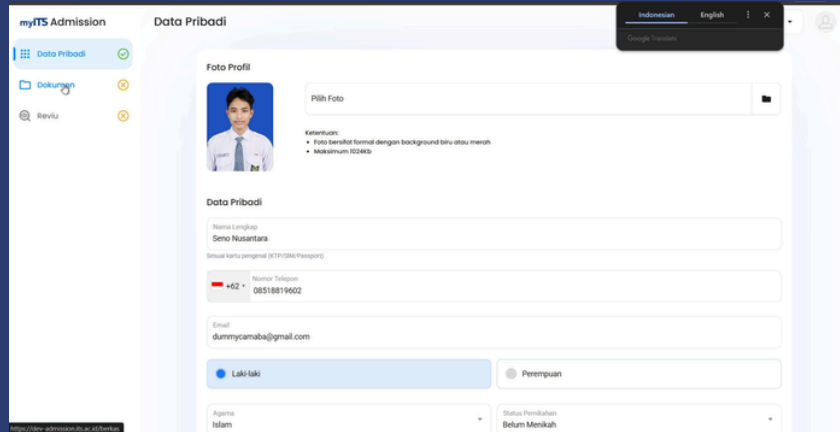 myITS Admission
Data Pribadi
Indonesian English
Google Translate
Data Pribadi
Dokumen
Reviu
Foto Profil
Pilih Foto
Ketentuan:
• Foto bersifat formal dengan background biru atau merah
• Maksimum 1024Kb
Data Pribadi
Nama Lengkap
Seno Nusantara
Sesuai kartu pengenal (KTP/SIM/Passport)
+62
Nomor Telepon
08518819602
Email
dummycamaba@gmail.com
Laki-laki
Perempuan
Agama
Islam
Status Pernikahan
Belum Menikah
https://dev-admission.its.ac.id/berkas